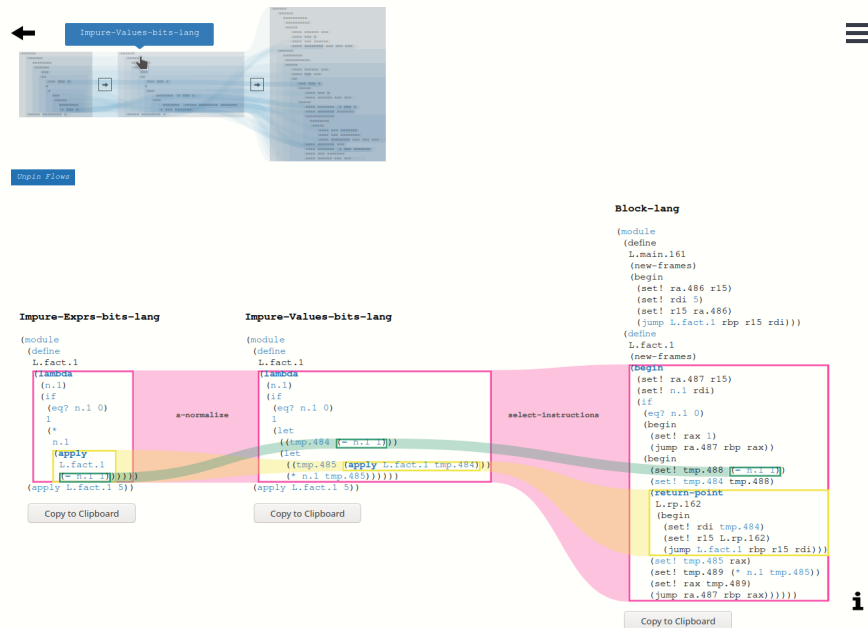 Impure-Values-bits-lang
Unpin Flows
Impure-Exprs-bits-lang
(module
(define
L.fact.1
(lambda
(n.1)
(if
(eq? n.1 0)
1
(*
n.1
(apply
L.fact.1
(- n.1 1)))))
(apply L.fact.1 5))
Copy to Clipboard
a-normalize
Impure-Values-bits-lang
(module
(define
L.fact.1
(lambda
(n.1)
(if
(eq? n.1 0)
1
(let
((tmp.484 (- n.1 1)))
(let
((tmp.485 (apply L.fact.1 tmp.484)))
(* n.1 tmp.485))))))
(apply L.fact.1 5))
Copy to Clipboard
select-instructions
Block-lang
(module
(define
L.main.161
(new-frames)
(begin
(set! ra.486 r15)
(set! rdi 5)
(set! r15 ra.486)
(jump L.fact.1 rbp r15 rdi)))
(define
L.fact.1
(new-frames)
(begin
(set! ra.487 r15)
(set! n.1 rdi)
(if
(eq? n.1 0)
(begin
(set! rax 1)
(jump ra.487 rbp rax))
(begin
(set! tmp.488 (- n.1 1))
(set! tmp.484 tmp.488)
(return-point
L.rp.162
(begin
(set! rdi tmp.484)
(set! r15 L.rp.162)
(jump L.fact.1 rbp r15 rdi)))
(set! tmp.485 rax)
(set! tmp.489 (* n.1 tmp.485))
(set! rax tmp.489)
(jump ra.487 rbp rax))))))
Copy to Clipboard